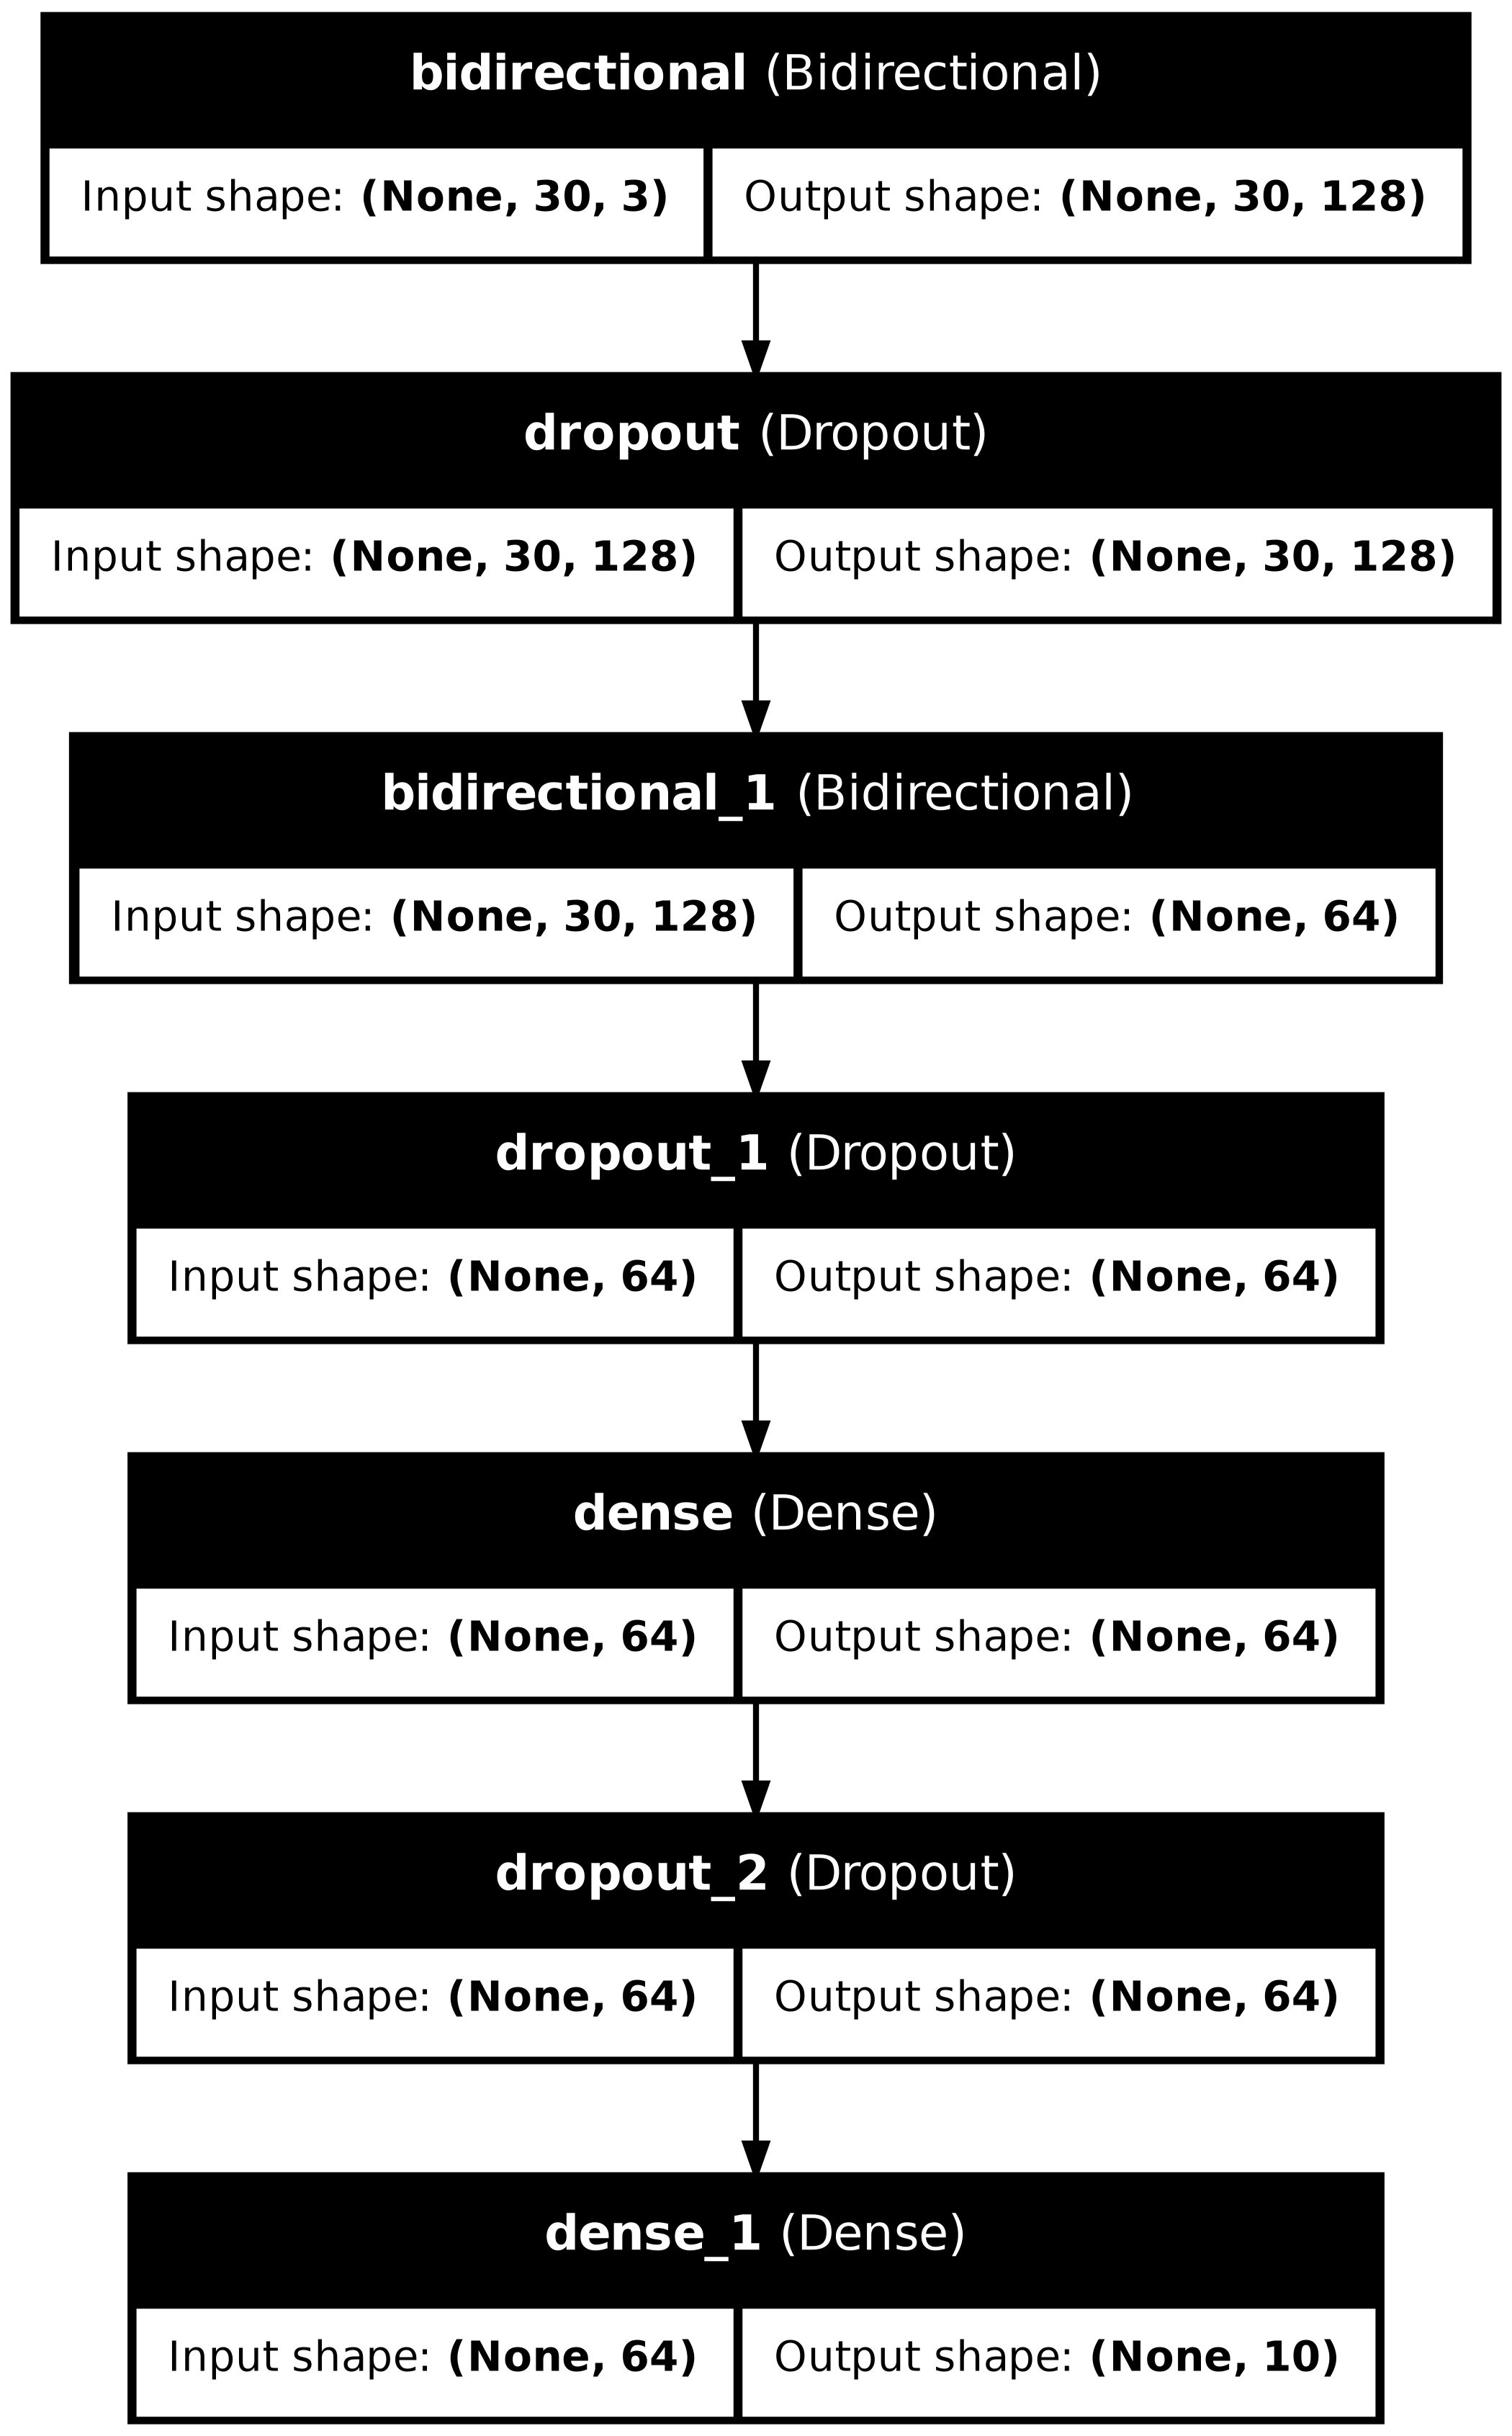 bidirectional (Bidirectional)
Input shape: (None, 30, 3) Output shape: (None, 30, 128)
dropout (Dropout)
Input shape: (None, 30, 128) Output shape: (None, 30, 128)
bidirectional_1 (Bidirectional)
Input shape: (None, 30, 128) Output shape: (None, 64)
dropout_1 (Dropout)
Input shape: (None, 64) Output shape: (None, 64)
dense (Dense)
Input shape: (None, 64) Output shape: (None, 64)
dropout_2 (Dropout)
Input shape: (None, 64) Output shape: (None, 64)
dense_1 (Dense)
Input shape: (None, 64) Output shape: (None, 10)